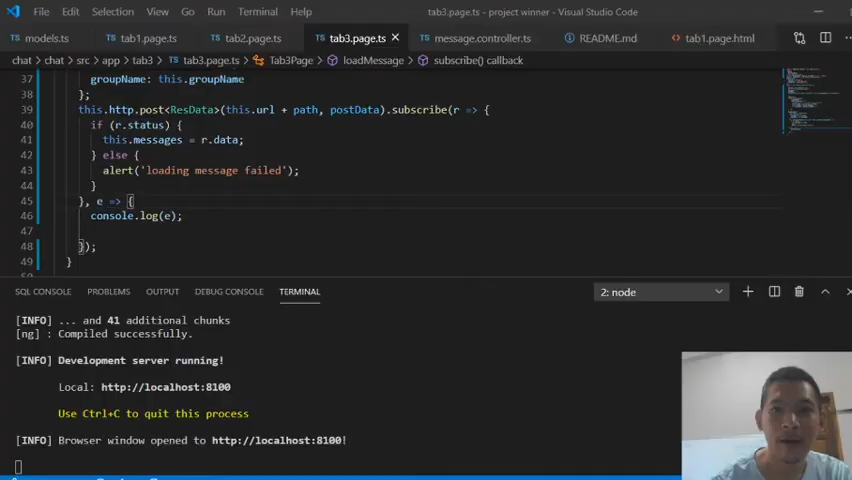 File Edit Selection View Go Run Terminal Help tab3.page.ts - project winner - Visual Studio Code
models.ts tab1.page.ts tab2.page.ts tab3.page.ts message.controller.ts README.md tab1.page.html
chat > chat > src > app > tab3 > tab3.page.ts > Tab3Page > loadMessage > subscribe() callback
37 groupName: this.groupName
38 };
39 this.http.post<ResData>(this.url + path, postData).subscribe(r => {
40 if (r.status) {
41 this.messages = r.data;
42 } else {
43 alert('loading message failed');
44 }
45 }, e => {
46 console.log(e);
47
48 });
49 }
SQL CONSOLE PROBLEMS OUTPUT DEBUG CONSOLE TERMINAL 2: node
[INFO] ... and 41 additional chunks
[ng] : Compiled successfully.
[INFO] Development server running!
Local: http://localhost:8100
Use Ctrl+C to quit this process
[INFO] Browser window opened to http://localhost:8100!